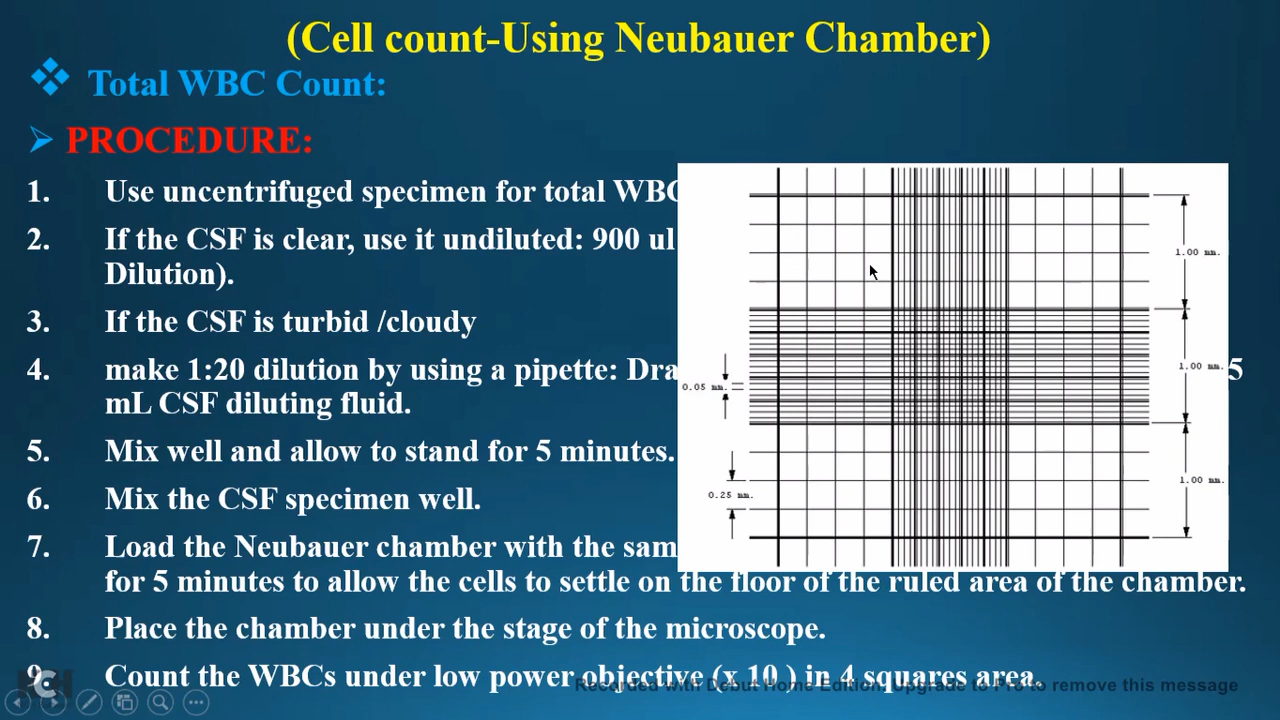 (Cell count-Using Neubauer Chamber)
❖ Total WBC Count:
➢ PROCEDURE:
1. Use uncentrifuged specimen for total WBC
2. If the CSF is clear, use it undiluted: 900 ul
Dilution).
3. If the CSF is turbid /cloudy
4. make 1:20 dilution by using a pipette: Dra 5
mL CSF diluting fluid.
5. Mix well and allow to stand for 5 minutes.
6. Mix the CSF specimen well.
7. Load the Neubauer chamber with the sam
for 5 minutes to allow the cells to settle on the floor of the ruled area of the chamber.
8. Place the chamber under the stage of the microscope.
9. Count the WBCs under low power objective (x 10 ) in 4 squares area.
1.00 mm.
1.00 mm.
0.05 mm.
1.00 mm.
0.25 mm.
Recorded with Debut Home Edition. Upgrade to Pro to remove this message